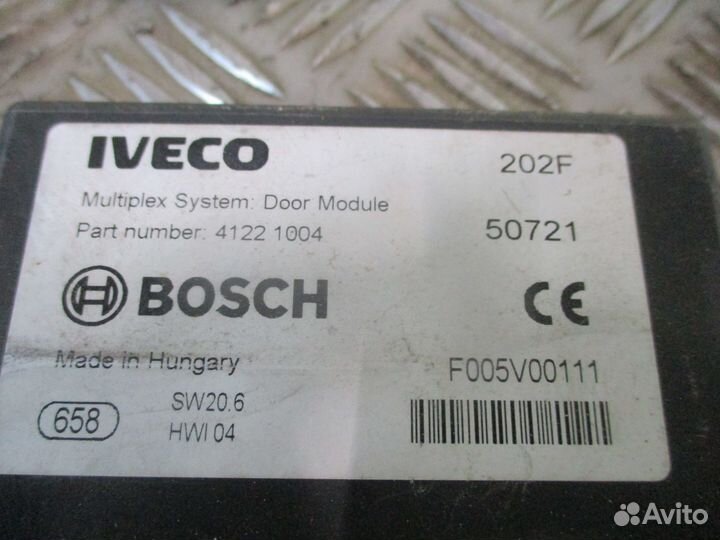 IVECO
202F
Multiplex System: Door Module
Part number: 4122 1004
50721
BOSCH
CE
Made in Hungary
F005V00111
658
SW20.6
HWI 04
Avito